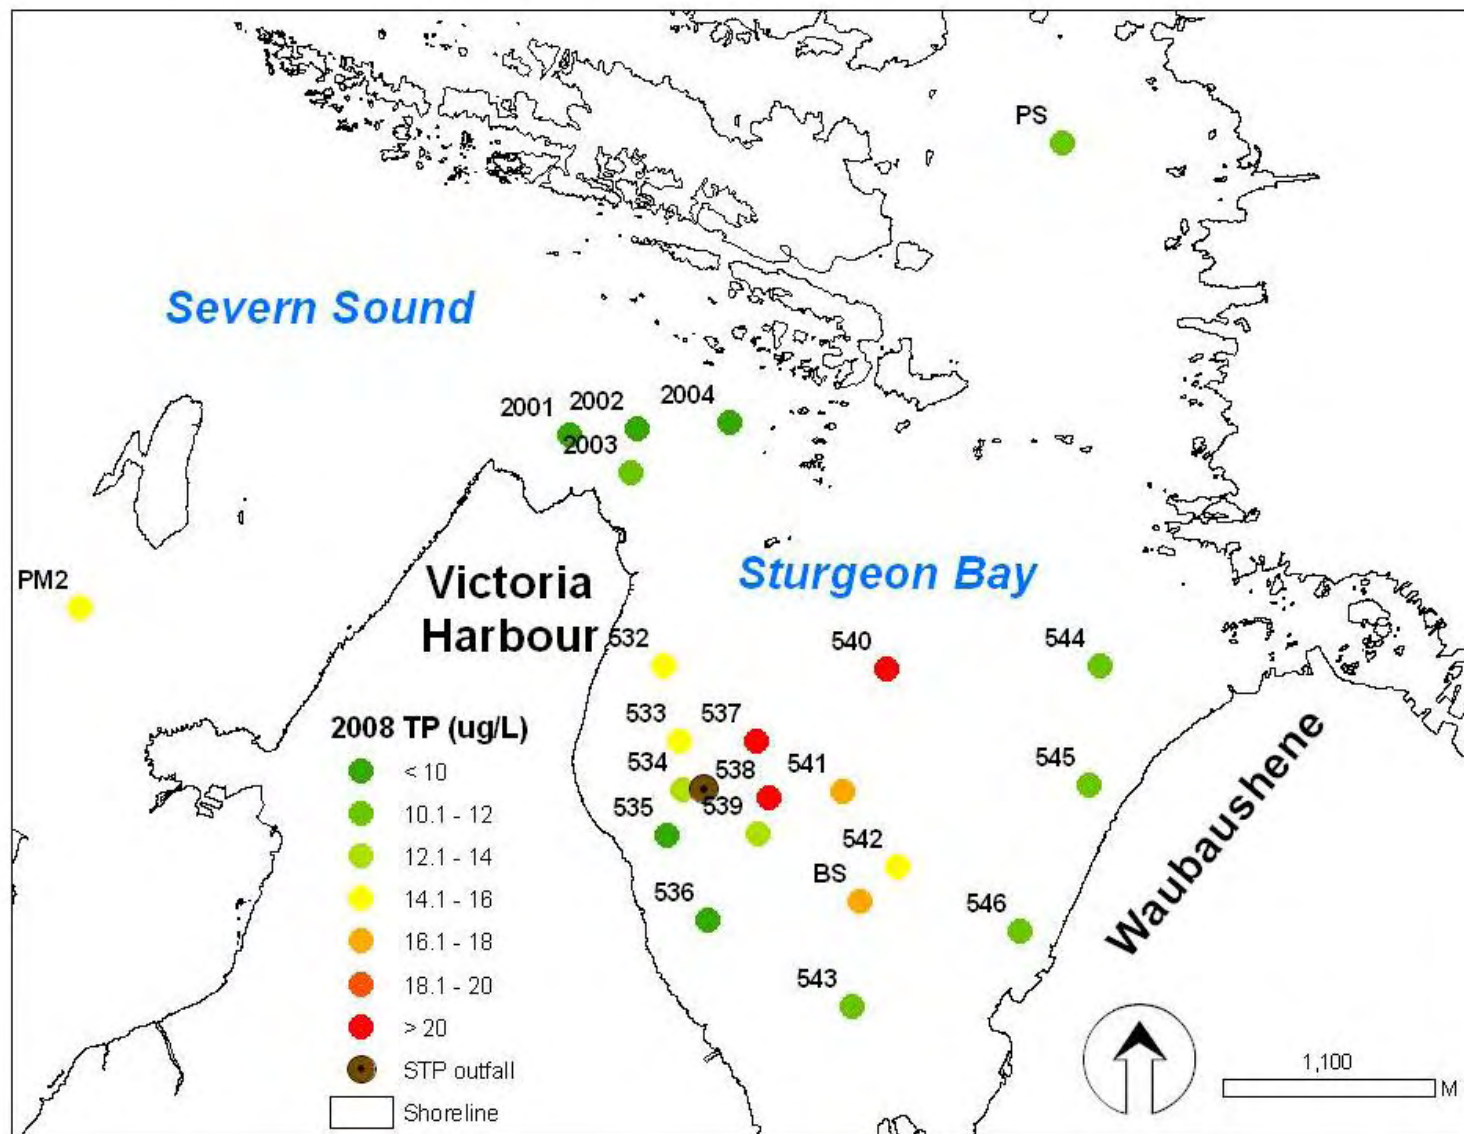 PS
Severn Sound
2001
2002
2004
2003
PM2
Victoria
Harbour
Sturgeon Bay
532
540
544
533
537
534
538
541
545
535
539
542
536
BS
546
543
Waubaushene
2008 TP (ug/L)
< 10
10.1 - 12
12.1 - 14
14.1 - 16
16.1 - 18
18.1 - 20
> 20
STP outfall
Shoreline
1,100
M